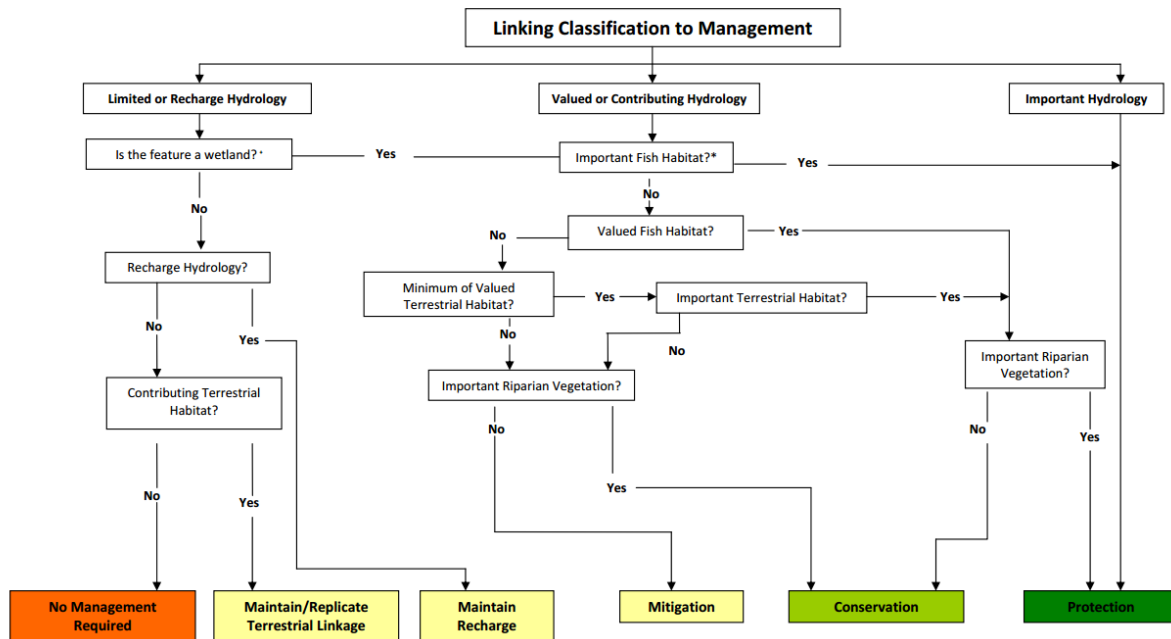 Linking Classification to Management
Limited or Recharge Hydrology
Valued or Contributing Hydrology
Important Hydrology
Is the feature a wetland? *
Yes
Important Fish Habitat?*
Yes
No
No
Valued Fish Habitat?
No
Yes
Recharge Hydrology?
Minimum of Valued
Terrestrial Habitat?
Yes
Important Terrestrial Habitat?
Yes
No
Yes
No
No
Important Riparian
Vegetation?
Contributing Terrestrial
Habitat?
Important Riparian Vegetation?
No
No
Yes
No
Yes
Yes
No Management
Required
Maintain/Replicate
Terrestrial Linkage
Maintain
Recharge
Mitigation
Conservation
Protection